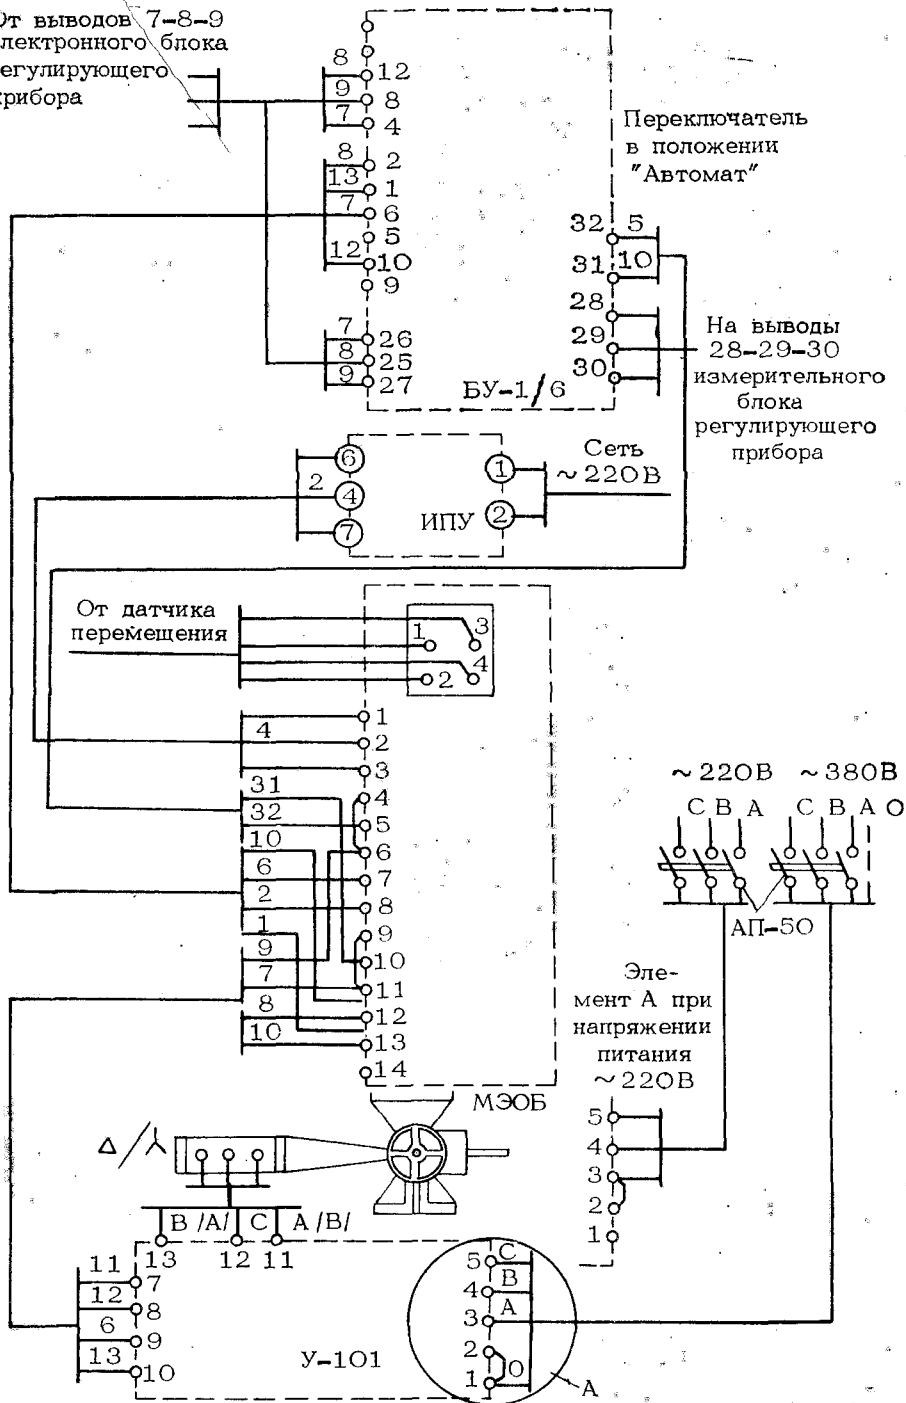 От выводов 7-8-9
электронного блока
регулирующего
прибора
8
9
7
12
8
4
8
13
7
12
2
1
6
5
10
9
7
8
9
26
25
27
БУ-1/6
Переключатель
в положении
"Автомат"
32
5
31
10
28
29
30
На выводы
28-29-30
измерительного
блока
регулирующего
прибора
6
2
4
7
1
2
ИПУ
Сеть
~220В
От датчика
перемещения
1
3
2
4
4
1
2
3
31
4
32
5
10
6
6
7
2
8
1
9
9
10
7
11
8
12
10
13
14
МЭОБ
~220В ~380В
С В А С В А О
АП-50
Эле-
мент А при
напряжении
питания
~220В
5
4
3
2
1
Δ/⅄
В /А/ С А /В/
13 12 11
11
7
12
8
6
9
13
10
У-101
5 С
4 В
3 А
2
1 О
А